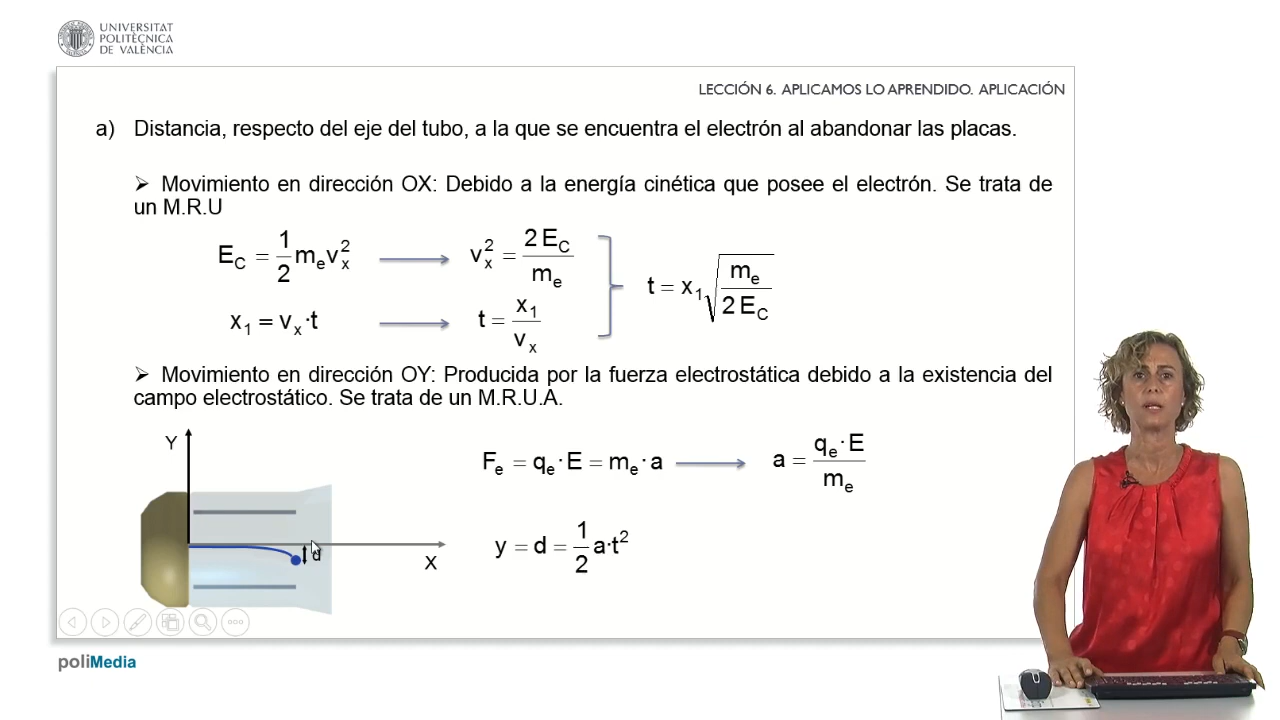 UNIVERSITAT
POLITÈCNICA
DE VALÈNCIA
LECCIÓN 6. APLICAMOS LO APRENDIDO. APLICACIÓN
a) Distancia, respecto del eje del tubo, a la que se encuentra el electrón al abandonar las placas.
➢ Movimiento en dirección OX: Debido a la energía cinética que posee el electrón. Se trata de
un M.R.U
E_C = 1/2 m_e v_x^2 → v_x^2 = 2 E_C / m_e
t = x_1 √(m_e / 2 E_C)
x_1 = v_x · t → t = x_1 / v_x
➢ Movimiento en dirección OY: Producida por la fuerza electrostática debido a la existencia del
campo electrostático. Se trata de un M.R.U.A.
Y
F_e = q_e · E = m_e · a → a = q_e · E / m_e
y = d = 1/2 a·t^2
d
X
poliMedia